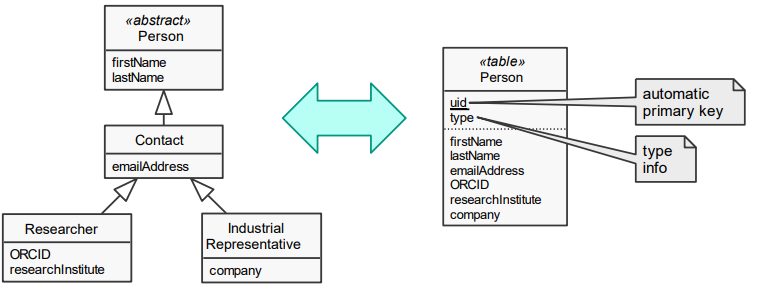 «abstract»
Person
firstName
lastName
Contact
emailAddress
Researcher
ORCID
researchInstitute
Industrial
Representative
company
«table»
Person
uid
type
firstName
lastName
emailAddress
ORCID
researchInstitute
company
automatic
primary key
type
info